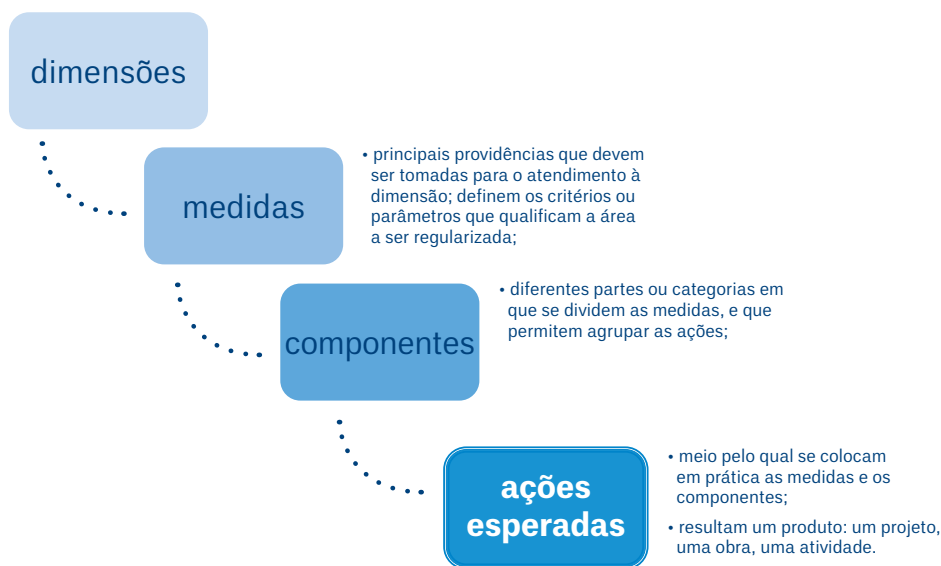 dimensões
medidas
• principais providências que devem
ser tomadas para o atendimento à
dimensão; definem os critérios ou
parâmetros que qualificam a área
a ser regularizada;
componentes
• diferentes partes ou categorias em
que se dividem as medidas, e que
permitem agrupar as ações;
ações
esperadas
• meio pelo qual se colocam
em prática as medidas e os
componentes;
• resultam um produto: um projeto,
uma obra, uma atividade.